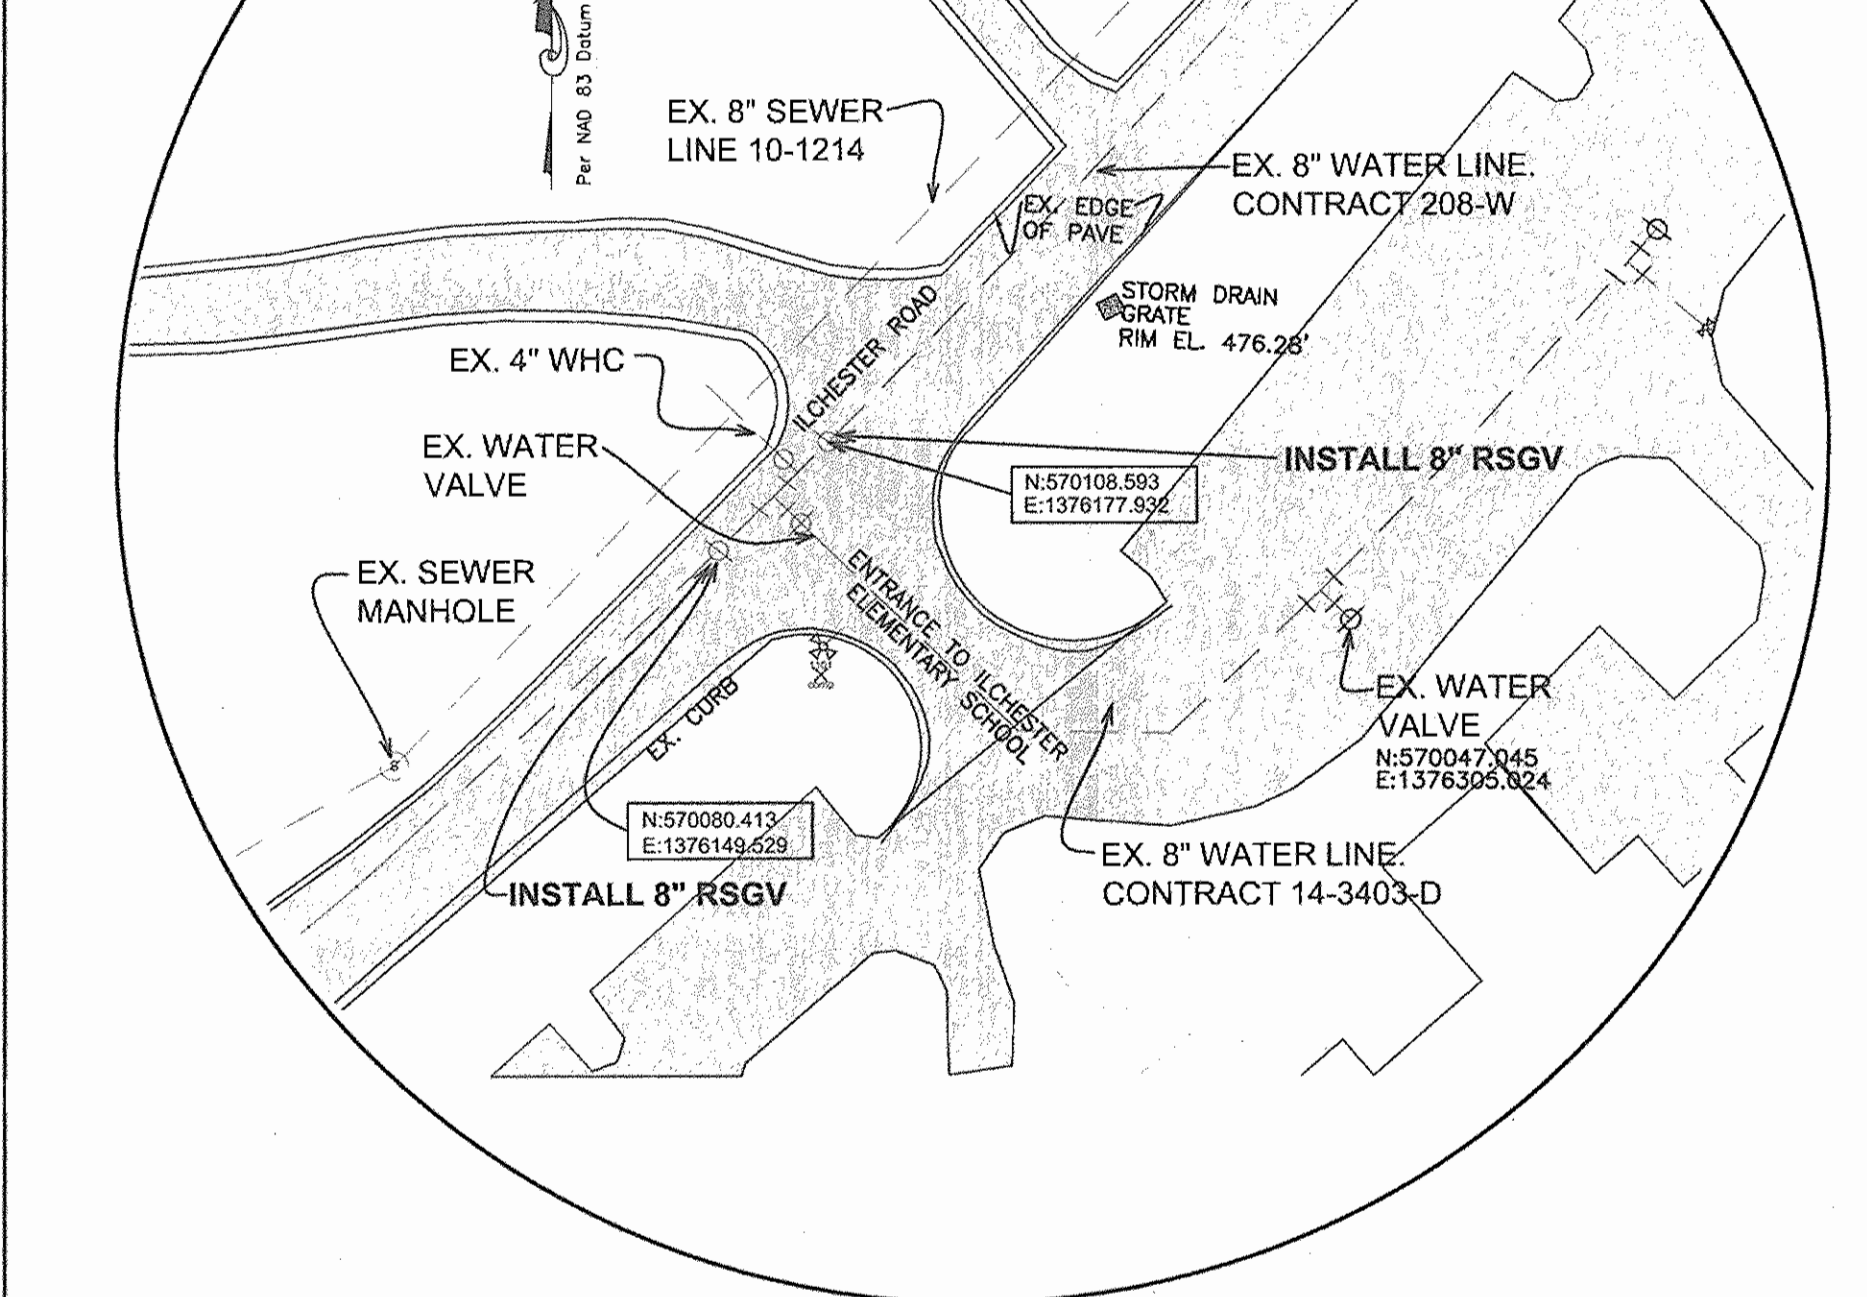 Per NAD 83 Datum
EX. 8" SEWER
LINE 10-1214
EX. 8" WATER LINE.
CONTRACT 208-W
EX. EDGE
OF PAVE
STORM DRAIN
GRATE
RIM EL. 476.28'
ILCHESTER ROAD
EX. 4" WHC
EX. WATER
VALVE
INSTALL 8" RSGV
N:570108.593
E:1376177.932
EX. SEWER
MANHOLE
ENTRANCE TO ILCHESTER
ELEMENTARY SCHOOL
EX. CURB
EX. WATER
VALVE
N:570047.045
E:1376305.024
N:570080.413
E:1376149.529
INSTALL 8" RSGV
EX. 8" WATER LINE.
CONTRACT 14-3403-D